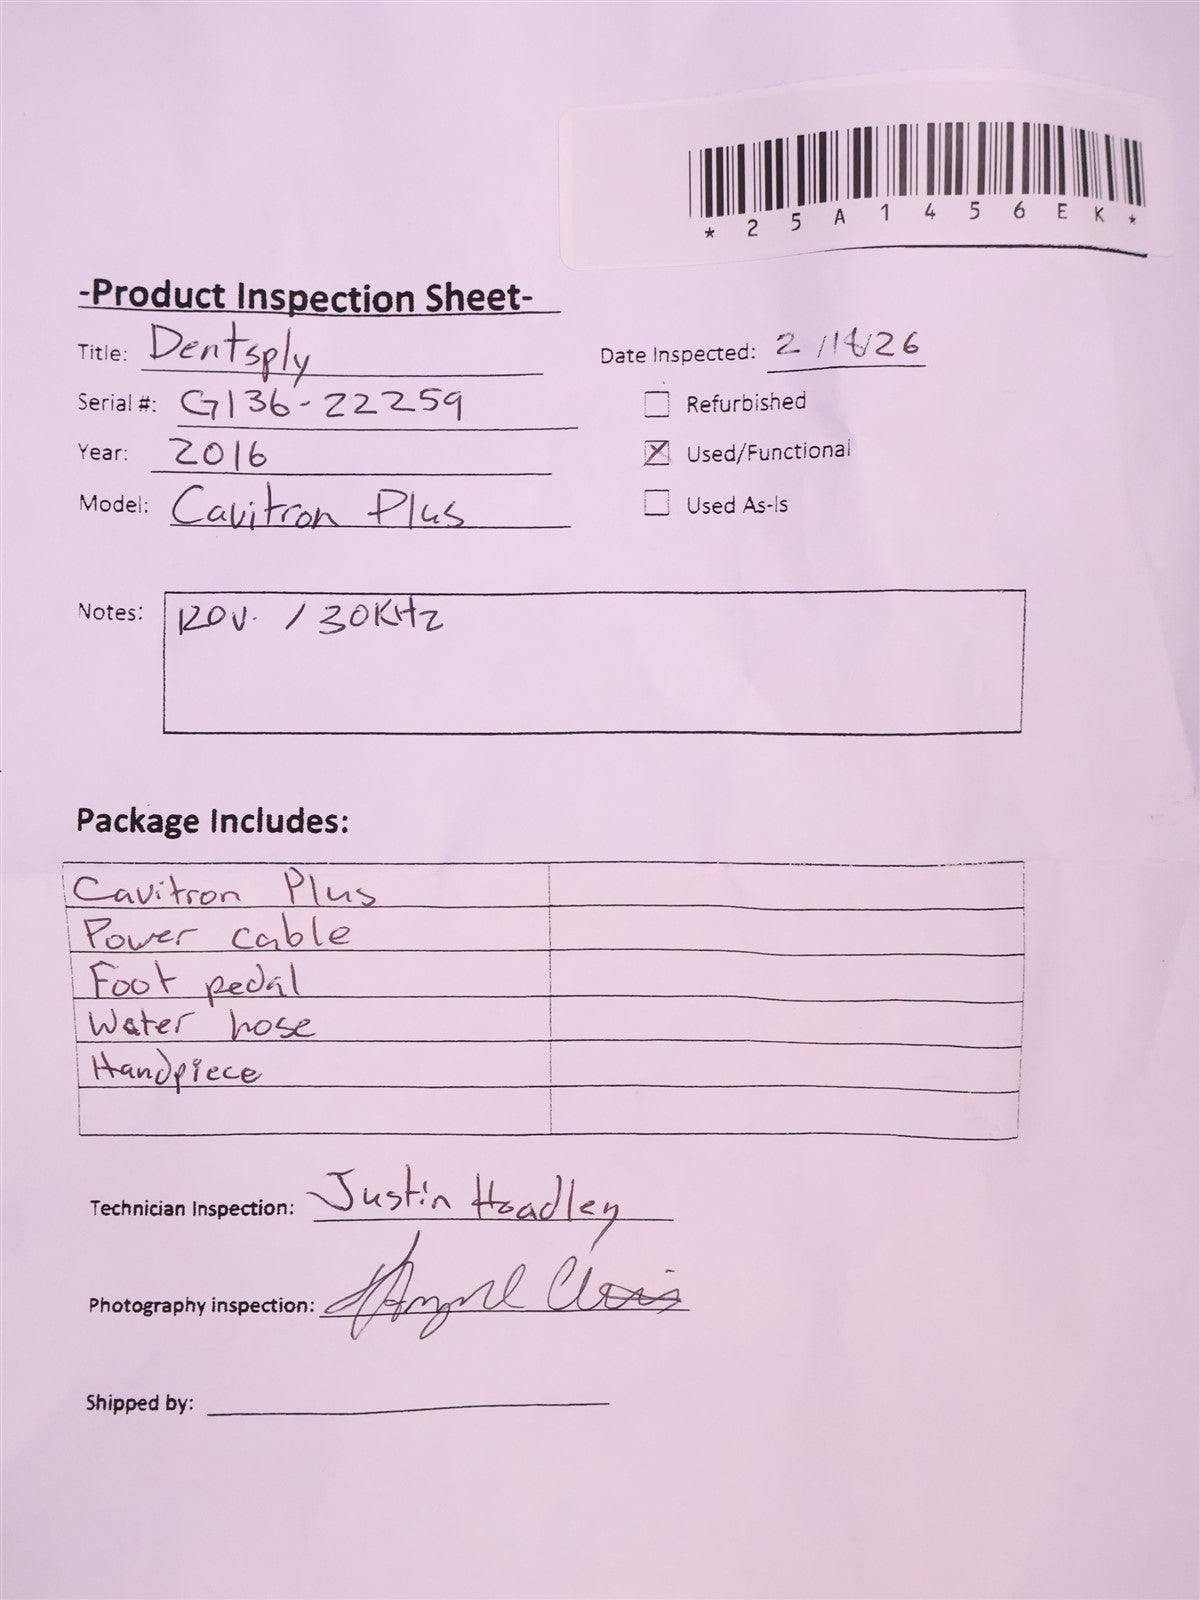 *25A1456EK*
-Product Inspection Sheet-
Title: Dentsply
Date Inspected: 2/18/26
Serial #: G136-22259
Refurbished
Year: 2016
Used/Functional
Model: Cavitron Plus
Used As-Is
Notes: 120V. / 30KHz
Package Includes:
Cavitron Plus
Power cable
Foot pedal
Water hose
Handpiece
Technician Inspection: Justin Hoadley
Photography inspection:
Shipped by: